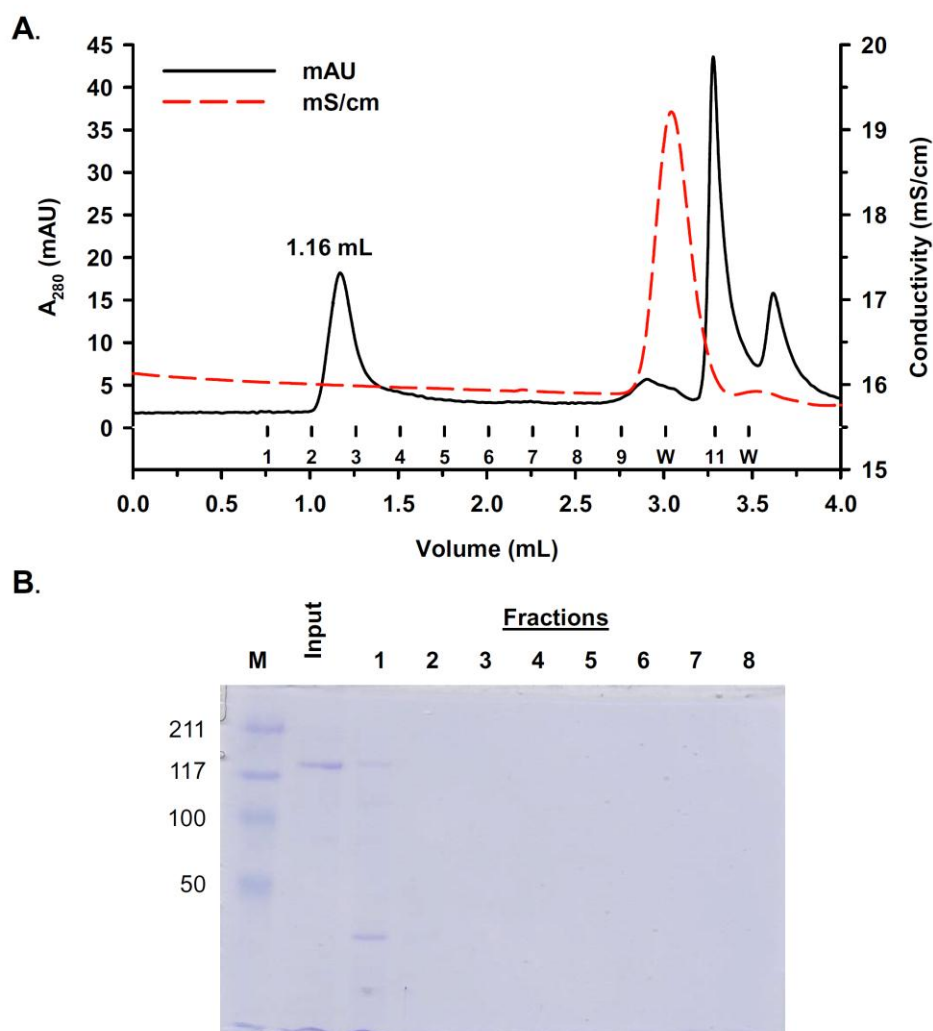 A.
45
40
35
30
25
20
15
10
5
0
A280 (mAU)
mAU
mS/cm
1.16 mL
20
19
18
17
16
15
Conductivity (mS/cm)
1 2 3 4 5 6 7 8 9 W 11 W
0.0 0.5 1.0 1.5 2.0 2.5 3.0 3.5 4.0
Volume (mL)
B.
Fractions
M Input 1 2 3 4 5 6 7 8
211
117
100
50